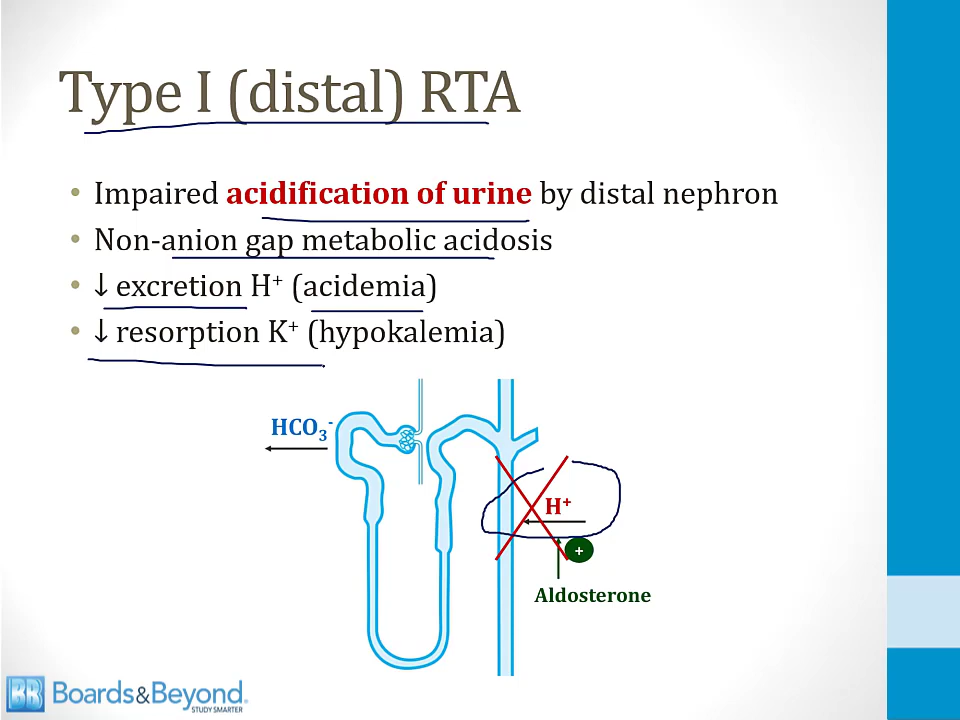 Type I (distal) RTA
• Impaired acidification of urine by distal nephron
• Non-anion gap metabolic acidosis
• ↓ excretion H⁺ (acidemia)
• ↓ resorption K⁺ (hypokalemia)
HCO₃⁻
H⁺
+
Aldosterone
BB Boards&Beyond.
STUDY SMARTER